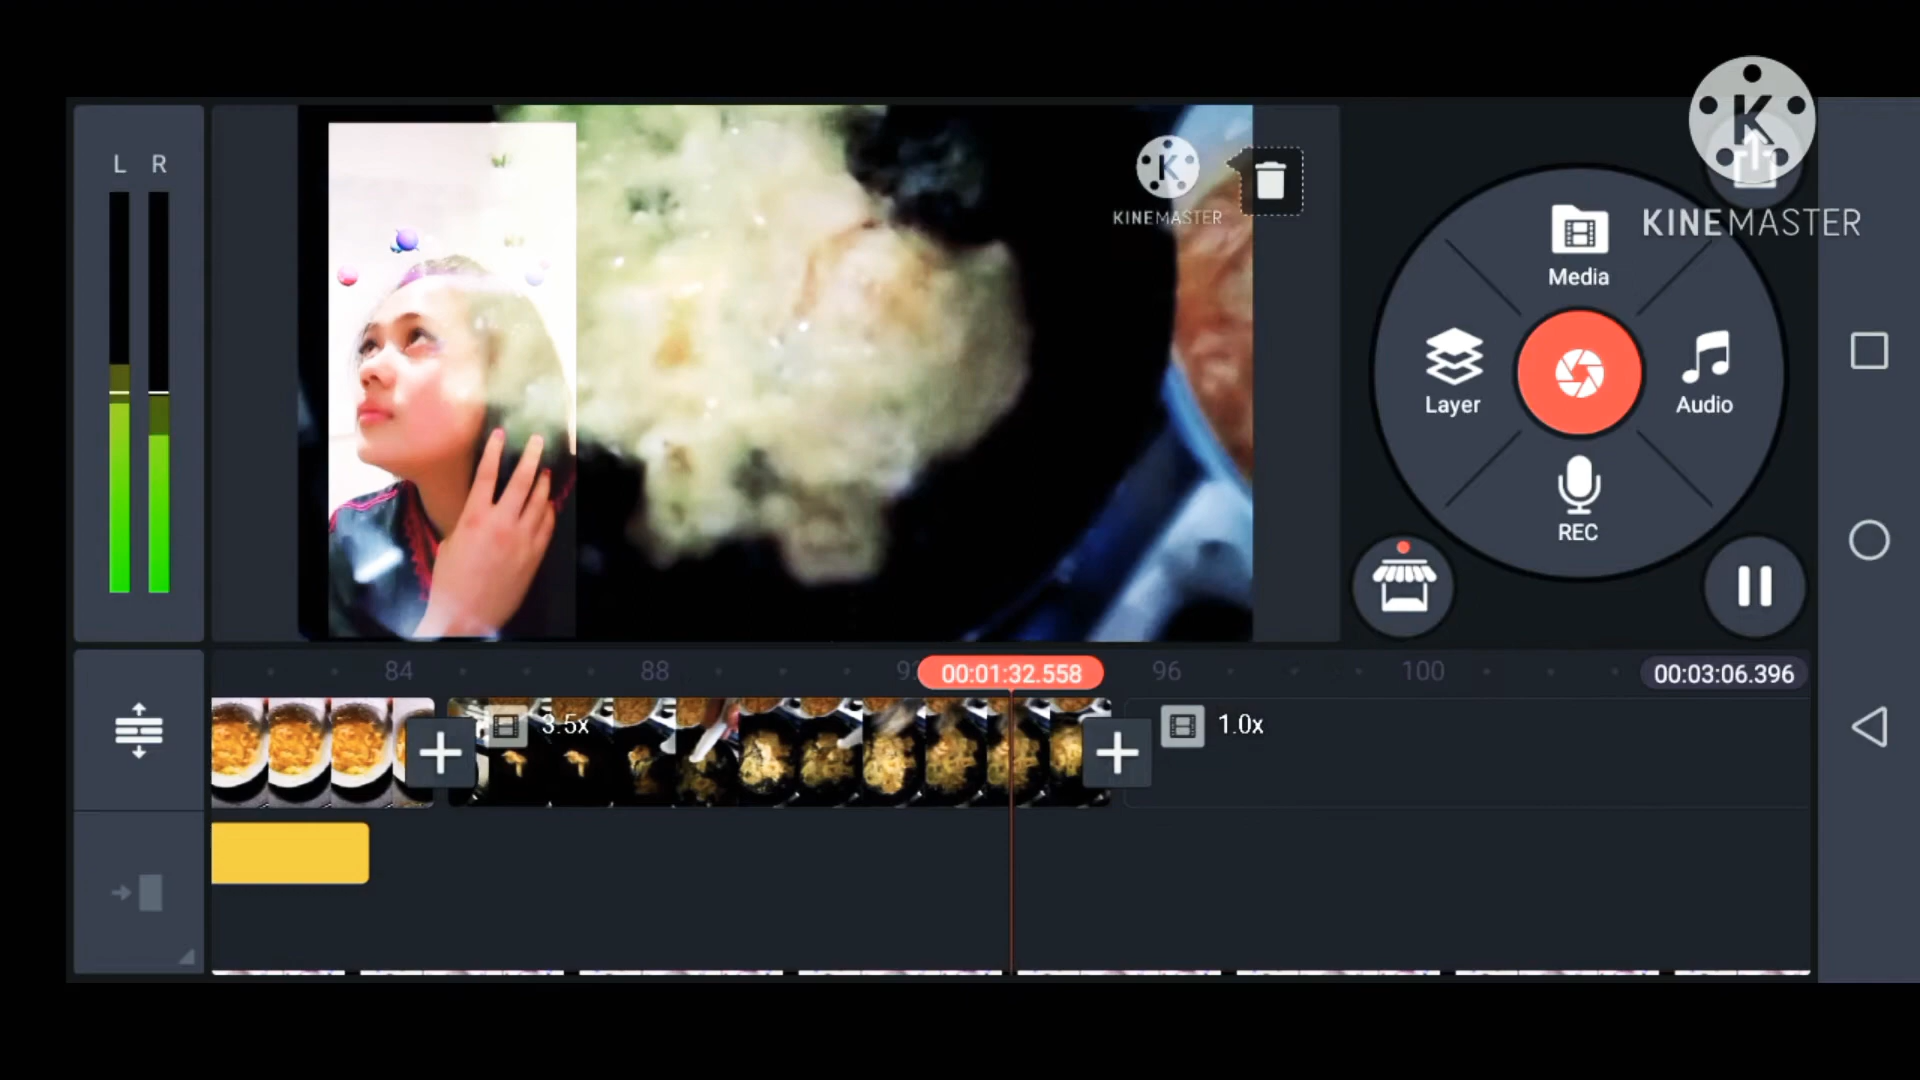 L R
K
KINEMASTER
K
KINEMASTER
Media
Layer
Audio
REC
84
88
00:01:32.558
96
100
00:03:06.396
3.5x
1.0x